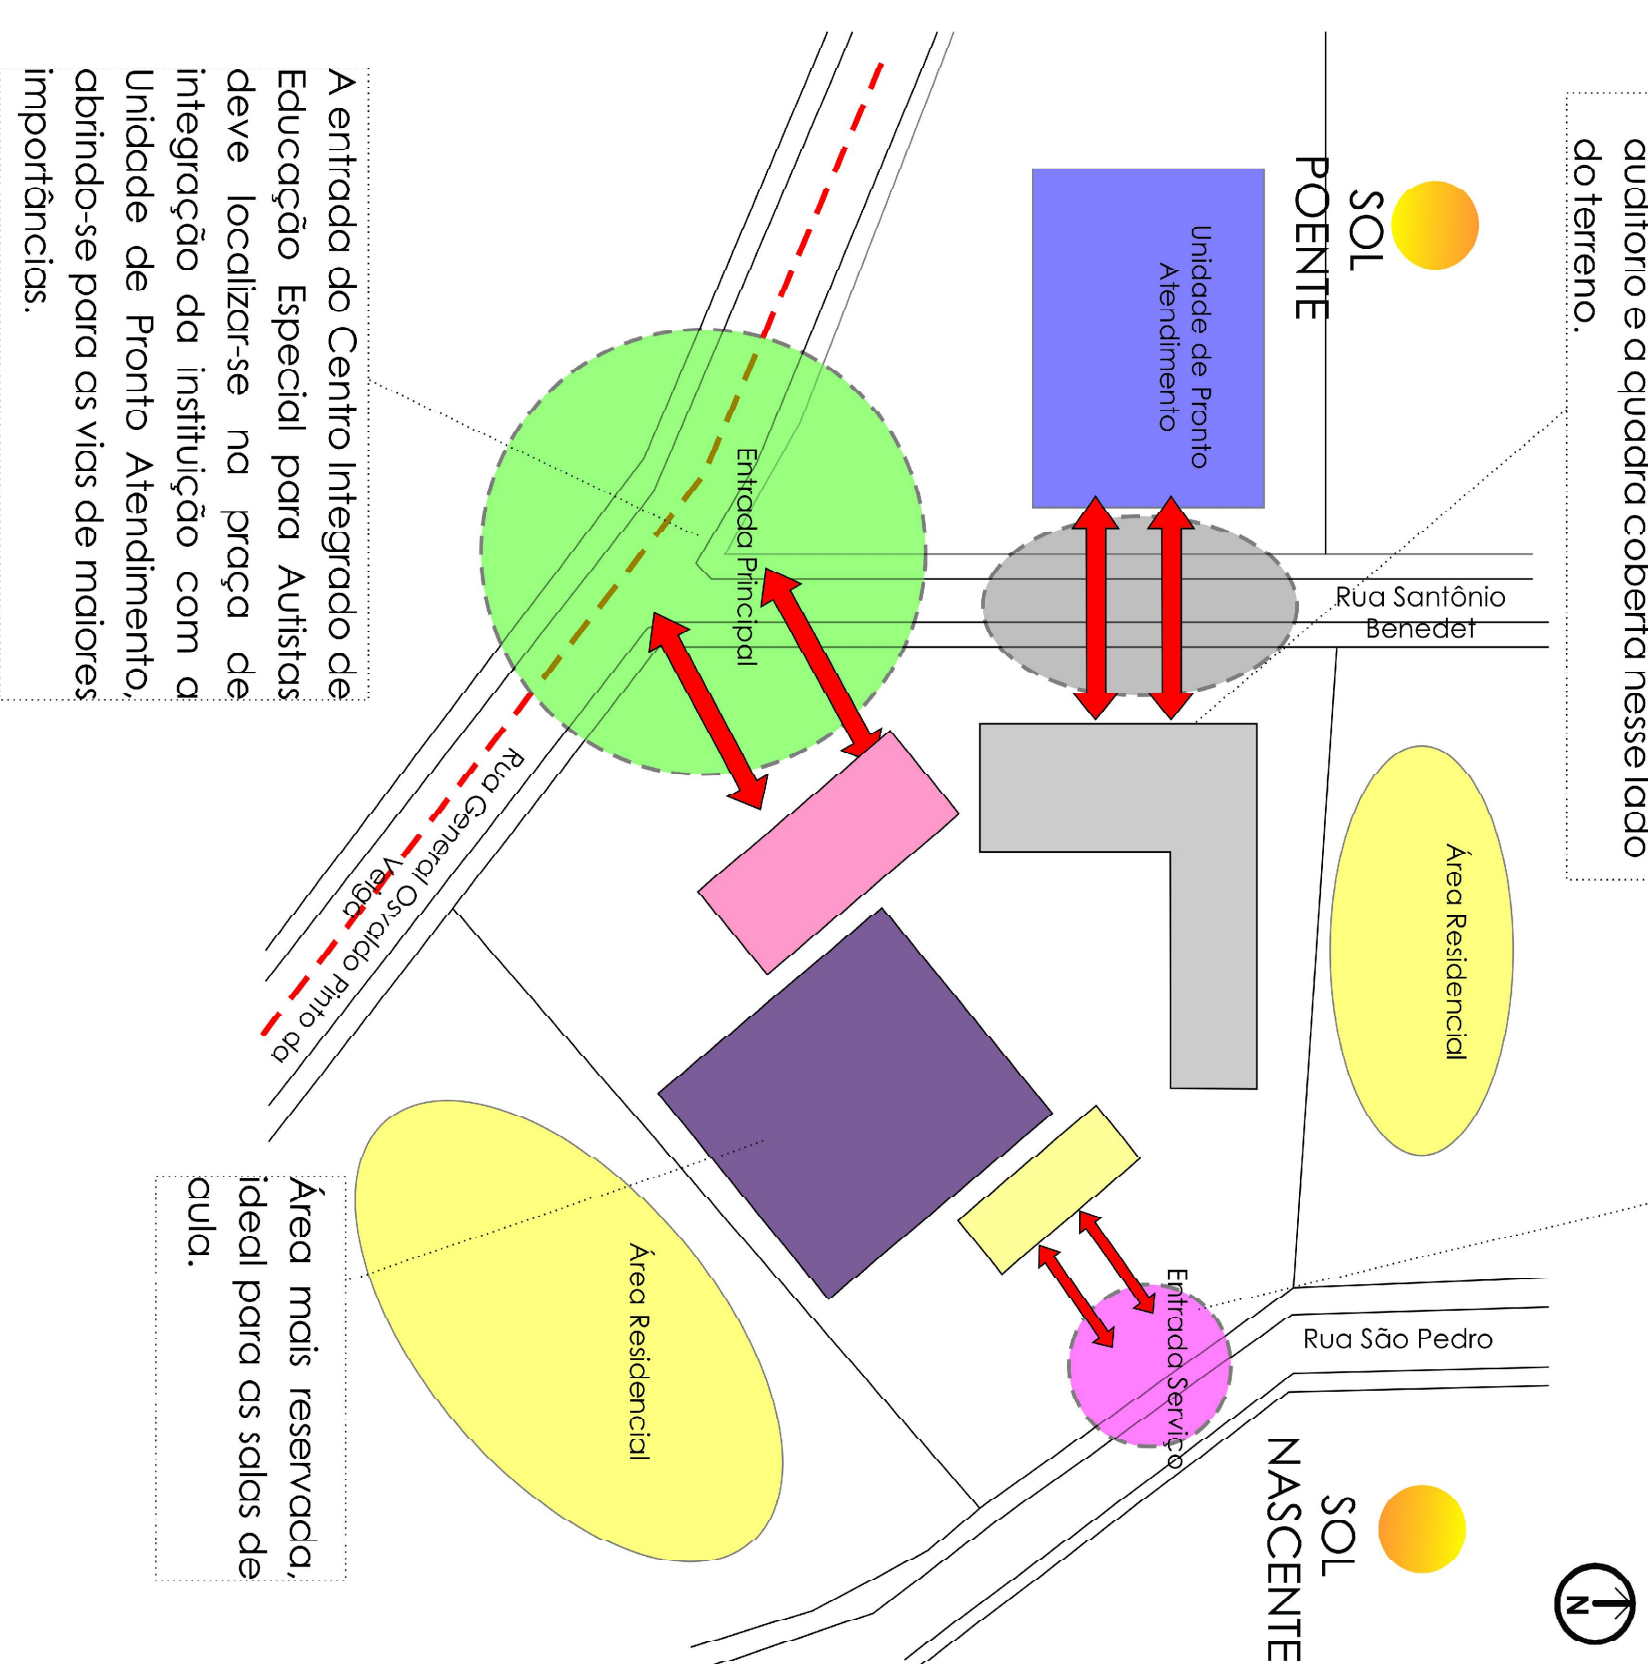 auditório e a quadra coberta nesse lado
do terreno.
SOL
POENTE
Unidade de Pronto
Atendimento
Rua Santônio
Benedet
Área Residencial
Entrada Principal
A entrada do Centro Integrado de
Educação Especial para Autistas
deve localizar-se na praça de
integração da instituição com a
Unidade de Pronto Atendimento,
abrindo-se para as vias de maiores
importâncias.
Rua General Osvaldo Pinto da
Veiga
Entrada Serviço
Rua São Pedro
Área Residencial
Área mais reservada,
ideal para as salas de
aula.
SOL
NASCENTE
N